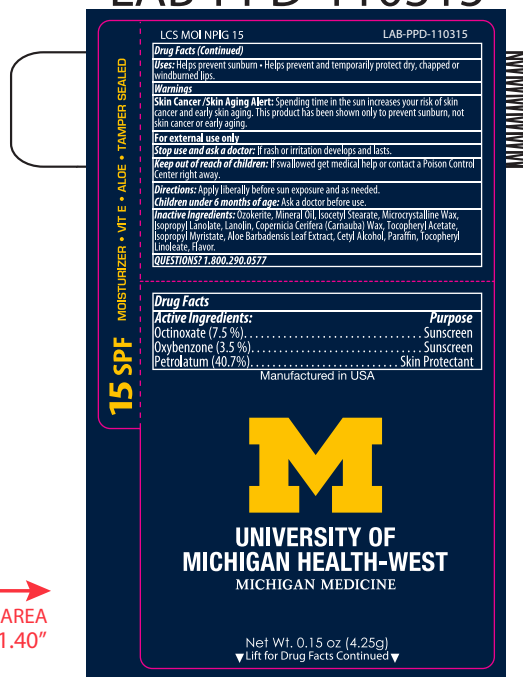 LAB-PPD-110315
LCS MOI NPIG 15 LAB-PPD-110315
Drug Facts (Continued)
Uses: Helps prevent sunburn • Helps prevent and temporarily protect dry, chapped or
windburned lips.
Warnings
Skin Cancer /Skin Aging Alert: Spending time in the sun increases your risk of skin
cancer and early skin aging. This product has been shown only to prevent sunburn, not
skin cancer or early aging.
For external use only
Stop use and ask a doctor: If rash or irritation develops and lasts.
Keep out of reach of children: If swallowed get medical help or contact a Poison Control
Center right away.
Directions: Apply liberally before sun exposure and as needed.
Children under 6 months of age: Ask a doctor before use.
Inactive Ingredients: Ozokerite, Mineral Oil, Isocetyl Stearate, Microcrystalline Wax,
Isopropyl Lanolate, Lanolin, Copernicia Cerifera (Carnauba) Wax, Tocopheryl Acetate,
Isopropyl Myristate, Aloe Barbadensis Leaf Extract, Cetyl Alcohol, Paraffin, Tocopheryl
Linoleate, Flavor.
QUESTIONS? 1.800.290.0577
15 SPF MOISTURIZER • VIT E • ALOE • TAMPER SEALED
Drug Facts
Active Ingredients: Purpose
Octinoxate (7.5 %)..............................Sunscreen
Oxybenzone (3.5 %)............................Sunscreen
Petrolatum (40.7%)........................Skin Protectant
Manufactured in USA
M
UNIVERSITY OF
MICHIGAN HEALTH-WEST
MICHIGAN MEDICINE
AREA
1.40"
Net Wt. 0.15 oz (4.25g)
▼Lift for Drug Facts Continued▼